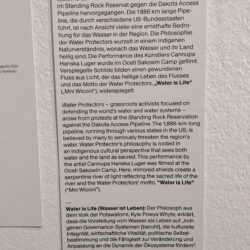 im Standing Rock Reservat gegen die Dakota Access
Pipeline hervorgegangen. Die 1886 km lange Pipe-
line, die durch verschiedene US-Bundesstaaten
führt, ist nach Ansicht vieler eine ernsthafte Bedro-
hung für das Wasser in der Region. Die Philosophie
der Water Protectors wurzelt in einem indigenen
Naturverständnis, wonach das Wasser und ihr Land
heilig sind. Die Performance des Künstlers Cannupa
Hanska Luger wurde im Oceti Sakowin Camp gefilmt:
Verspiegelte Schilde bilden einen gewundenen
Fluss aus Licht, der das heilige Leben des Flusses
und das Motto der Water Protectors, „Water is Life“
(„Mni Wiconi“), widerspiegelt.
Water Protectors – grassroots activists focused on
defending the world's water and water systems –
arose from protests at the Standing Rock Reservation
against the Dakota Access Pipeline. The 1886-km-long
pipeline, running through various states in the US, is
believed by many to seriously threaten the region's
water. Water Protector's philosophy is rooted in
an Indigenous cultural perspective that sees both
water and the land as sacred. This performance by
the artist Cannupa Hanska Luger was filmed at the
Oceti Sakowin Camp. Here, mirrored shields create a
serpentine river of light reflecting the sacred life of the
river and the Water Protectors' motto, “Water is Life”
(“Mni Wiconi”).
Water is Life (Wasser ist Leben): Der Philosoph aus
dem Volk der Potawatomi, Kyle Powys Whyte, erklärt,
dass die Vorstellung vom Wasser als Leben auf „indi-
genen Governance-Systemen (beruht), die kulturelle
Integrität, wirtschaftliche Vitalität, politische Selbst-
bestimmung und die Fähigkeit zur Veränderung und
Anpassung an die Dynamik der Ökosysteme fördern“.